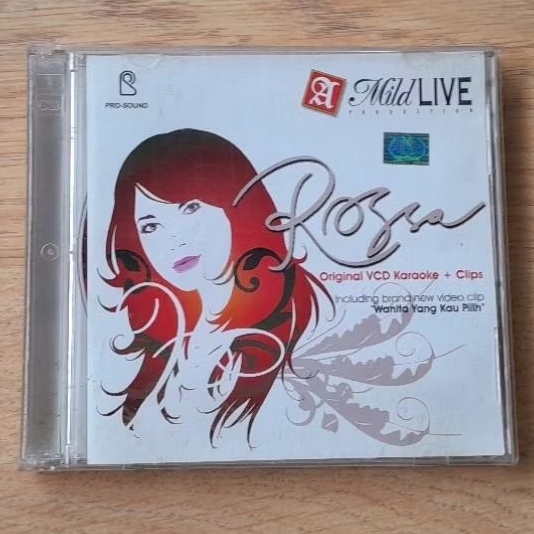 PRO-SOUND
A Mild LIVE
PRODUCTION
Rossa
Original VCD Karaoke + Clips
Including brand new video clip
"Wanita Yang Kau Pilih"